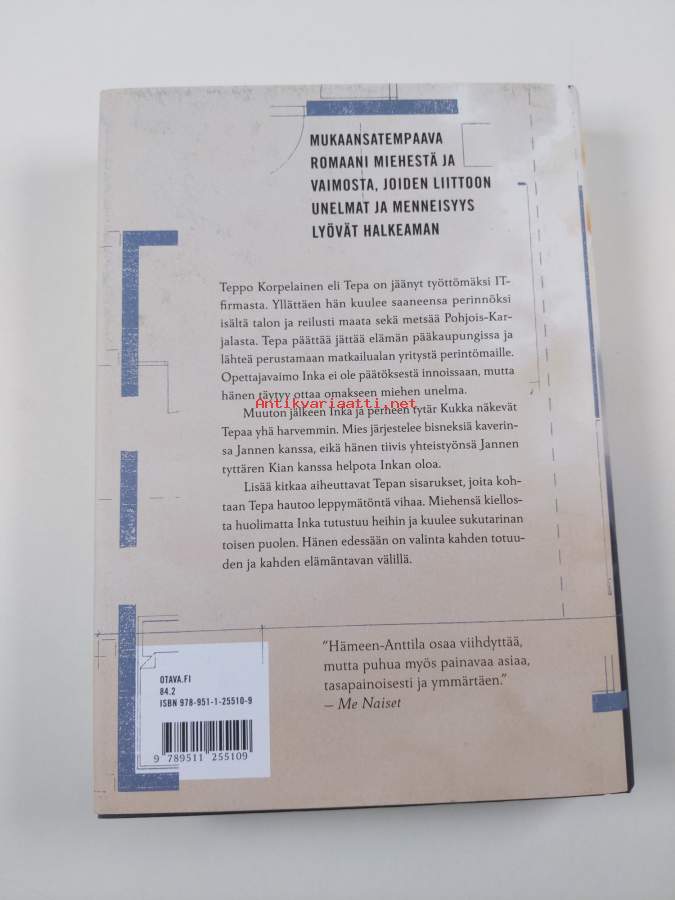 MUKAANSATEMPAAVA
ROMAANI MIEHESTÄ JA
VAIMOSTA, JOIDEN LIITTOON
UNELMAT JA MENNEISYYS
LYÖVÄT HALKEAMAN
Teppo Korpelainen eli Tepa on jäänyt työttömäksi IT-
firmasta. Yllättäen hän kuulee saaneensa perinnöksi
isältä talon ja reilusti maata sekä metsää Pohjois-Kar-
jalasta. Tepa päättää jättää elämän pääkaupungissa ja
lähteä perustamaan matkailualan yritystä perintömaille.
Opettajavaimo Inka ei ole päätöksestä innoissaan, mutta
hänen täytyy ottaa omakseen miehen unelma.
Antikvariaatti.net
Muuton jälkeen Inka ja perheen tytär Kukka näkevät
Tepaa yhä harvemmin. Mies järjestelee bisneksiä kaverin-
sa Jannen kanssa, eikä hänen tiivis yhteistyönsä Jannen
tyttären Kian kanssa helpota Inkan oloa.
Lisää kitkaa aiheuttavat Tepan sisarukset, joita koh-
taan Tepa hautoo leppymätöntä vihaa. Miehensä kiellos-
ta huolimatta Inka tutustuu heihin ja kuulee sukutarinan
toisen puolen. Hänen edessään on valinta kahden totuu-
den ja kahden elämäntavan välillä.
"Hämeen-Anttila osaa viihdyttää,
mutta puhua myös painavaa asiaa,
tasapainoisesti ja ymmärtäen."
– Me Naiset
OTAVA.FI
84.2
ISBN 978-951-1-25510-9
9 789511 255109